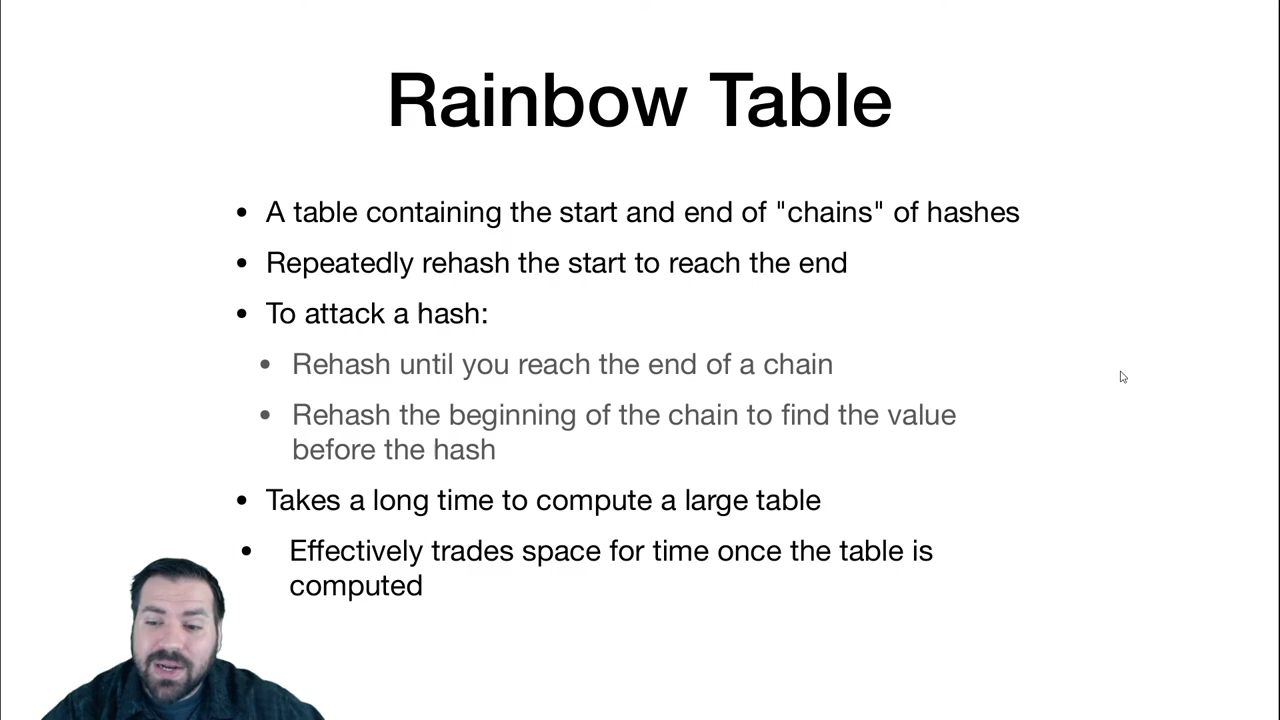 Rainbow Table
• A table containing the start and end of "chains" of hashes
• Repeatedly rehash the start to reach the end
• To attack a hash:
• Rehash until you reach the end of a chain
• Rehash the beginning of the chain to find the value
before the hash
• Takes a long time to compute a large table
• Effectively trades space for time once the table is
computed